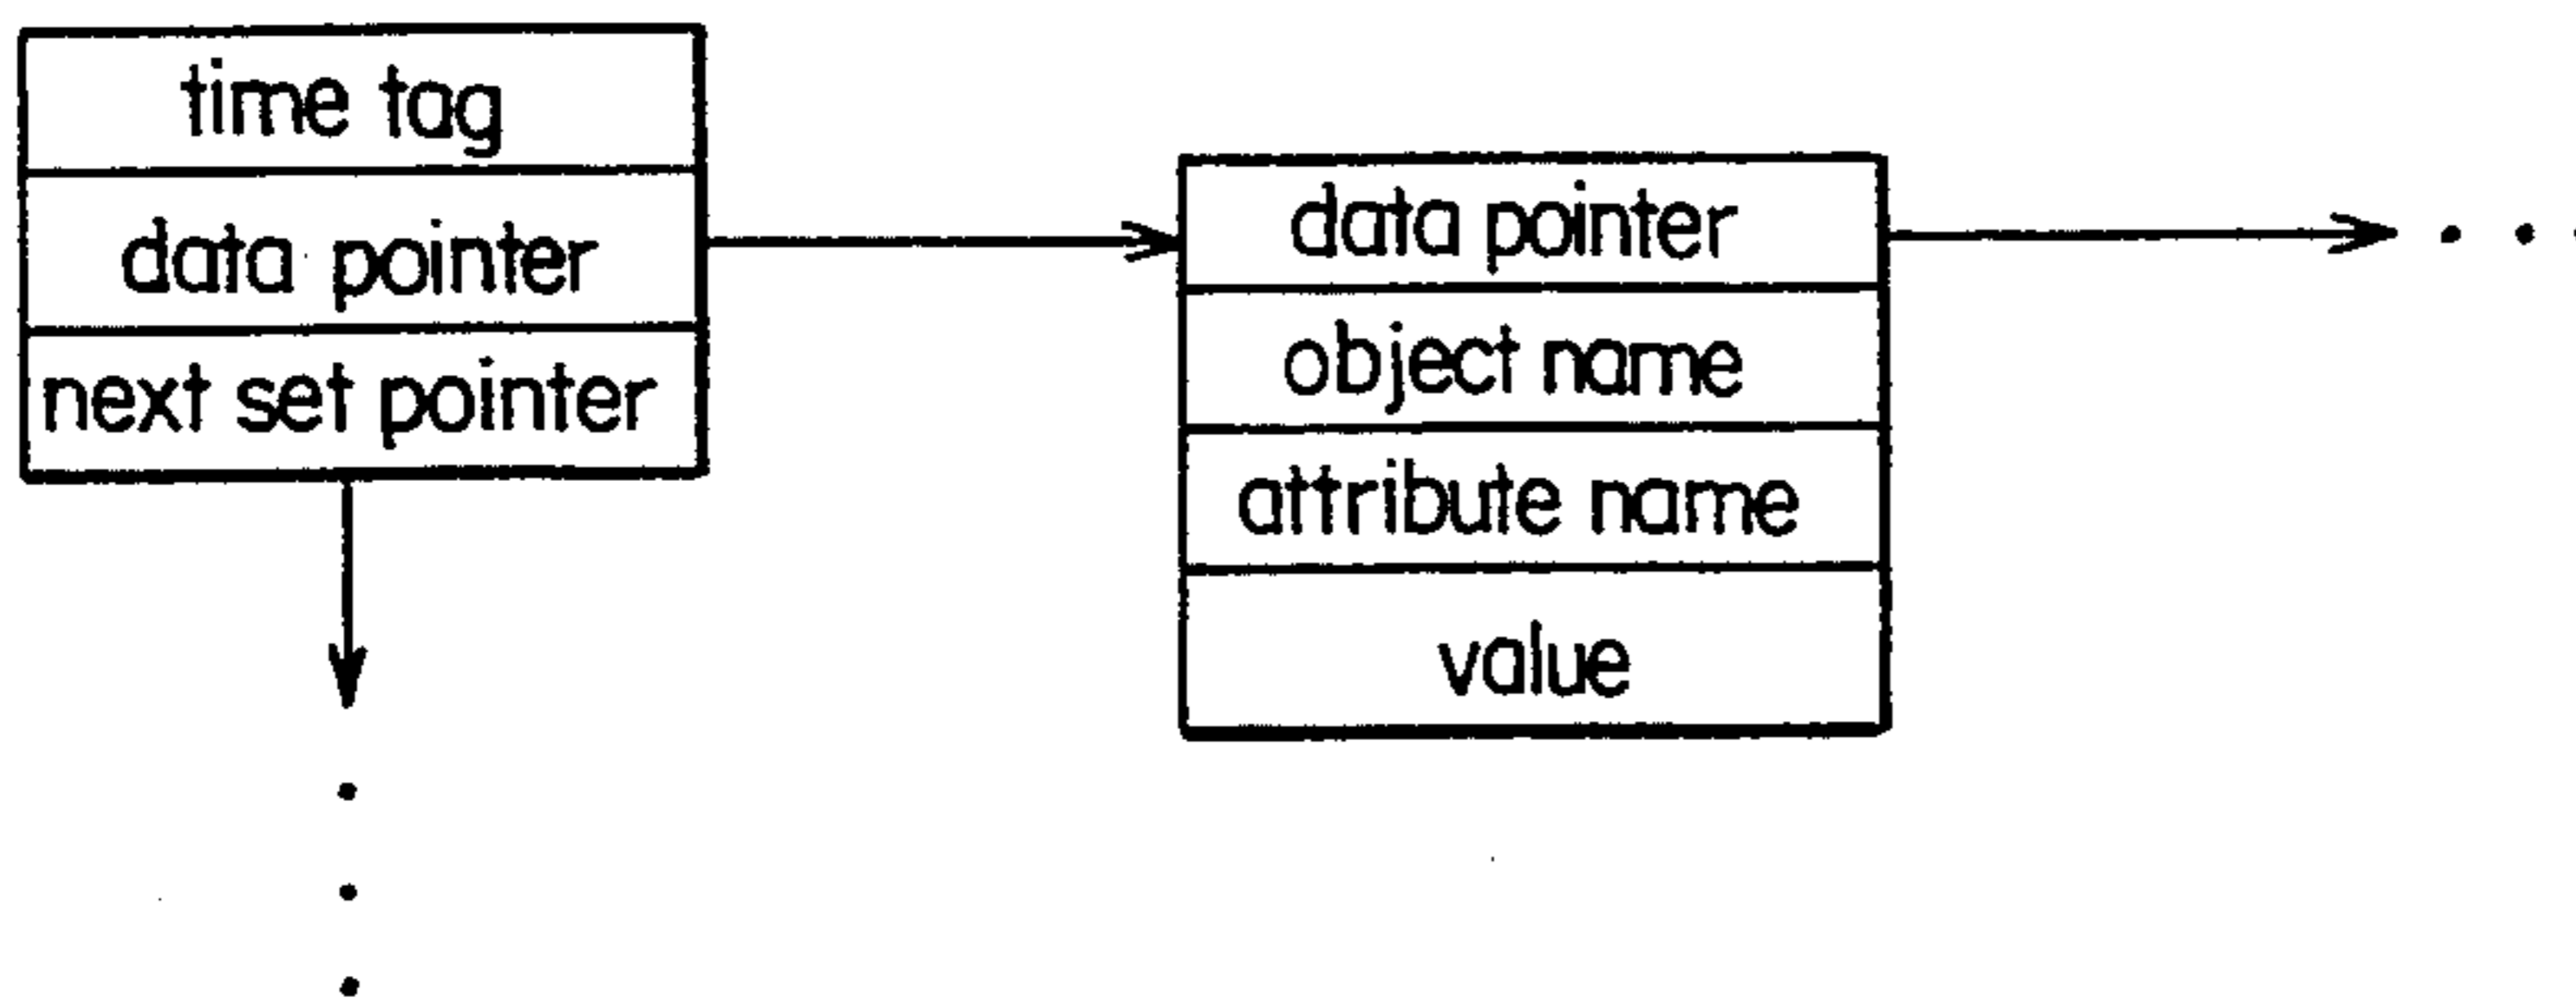 time tag
data pointer
next set pointer
data pointer
object name
attribute name
value